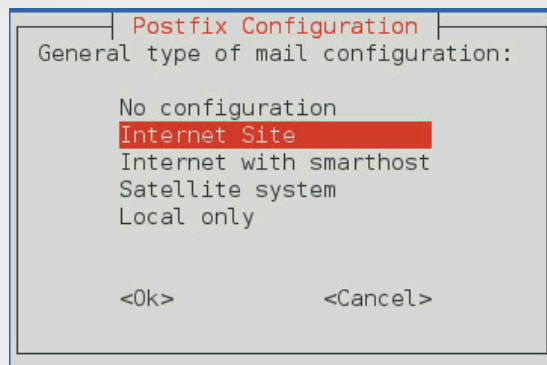 Postfix Configuration
General type of mail configuration:
No configuration
Internet Site
Internet with smarthost
Satellite system
Local only
<Ok> <Cancel>